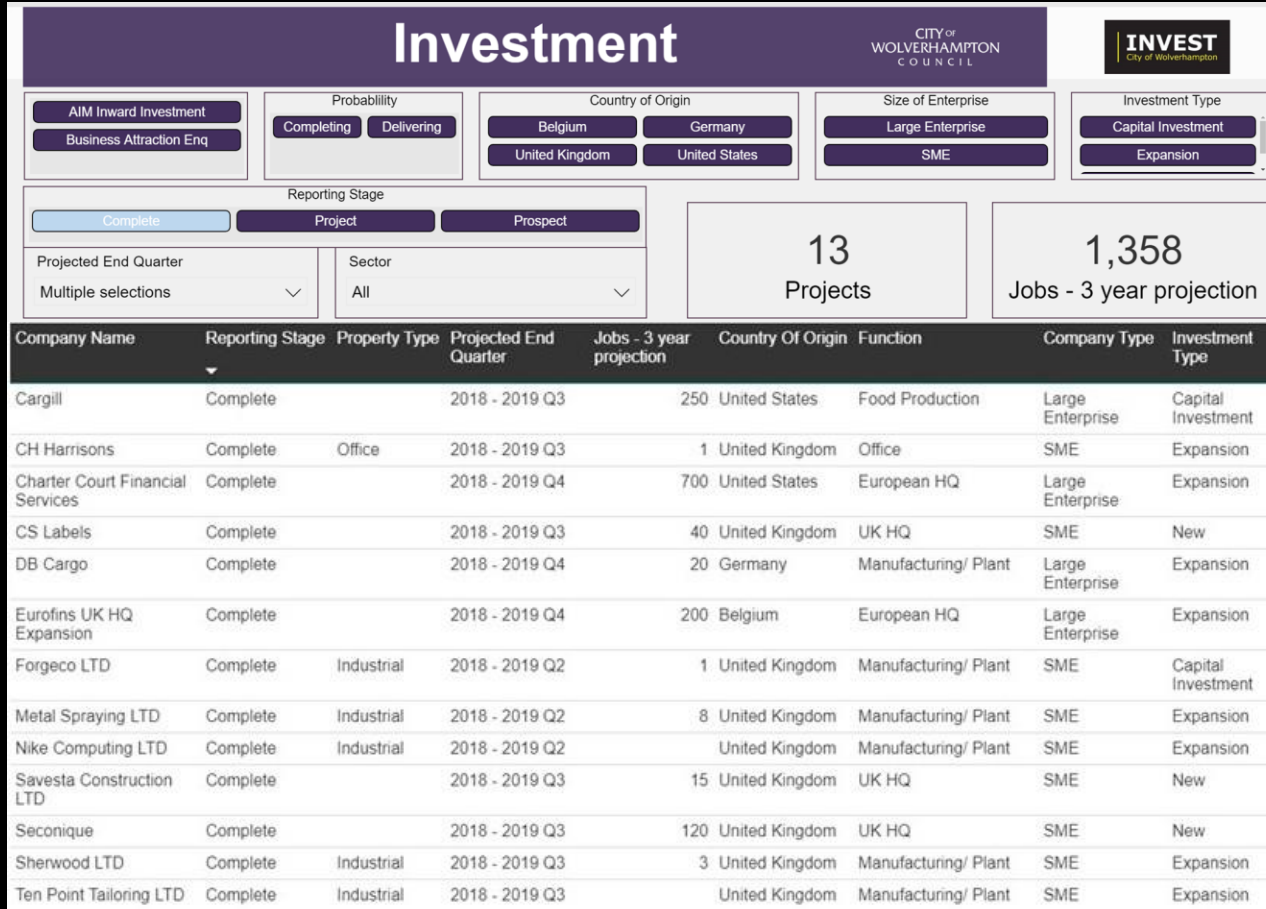 Investment
CITY OF
WOLVERHAMPTON
COUNCIL
INVEST
City of Wolverhampton
AIM Inward Investment
Business Attraction Enq
Probablility
Completing Delivering
Country of Origin
Belgium Germany
United Kingdom United States
Size of Enterprise
Large Enterprise
SME
Investment Type
Capital Investment
Expansion
Reporting Stage
Complete Project Prospect
Projected End Quarter
Multiple selections
Sector
All
13
Projects
1,358
Jobs - 3 year projection
Company Name Reporting Stage Property Type Projected End Quarter Jobs - 3 year projection Country Of Origin Function Company Type Investment Type
Cargill Complete 2018 - 2019 Q3 250 United States Food Production Large Enterprise Capital Investment
CH Harrisons Complete Office 2018 - 2019 Q3 1 United Kingdom Office SME Expansion
Charter Court Financial Services Complete 2018 - 2019 Q4 700 United States European HQ Large Enterprise Expansion
CS Labels Complete 2018 - 2019 Q3 40 United Kingdom UK HQ SME New
DB Cargo Complete 2018 - 2019 Q4 20 Germany Manufacturing/ Plant Large Enterprise Expansion
Eurofins UK HQ Expansion Complete 2018 - 2019 Q4 200 Belgium European HQ Large Enterprise Expansion
Forgeco LTD Complete Industrial 2018 - 2019 Q2 1 United Kingdom Manufacturing/ Plant SME Capital Investment
Metal Spraying LTD Complete Industrial 2018 - 2019 Q2 8 United Kingdom Manufacturing/ Plant SME Expansion
Nike Computing LTD Complete Industrial 2018 - 2019 Q2 United Kingdom Manufacturing/ Plant SME Expansion
Savesta Construction LTD Complete 2018 - 2019 Q3 15 United Kingdom UK HQ SME New
Seconique Complete 2018 - 2019 Q3 120 United Kingdom UK HQ SME New
Sherwood LTD Complete Industrial 2018 - 2019 Q3 3 United Kingdom Manufacturing/ Plant SME Expansion
Ten Point Tailoring LTD Complete Industrial 2018 - 2019 Q3 United Kingdom Manufacturing/ Plant SME Expansion